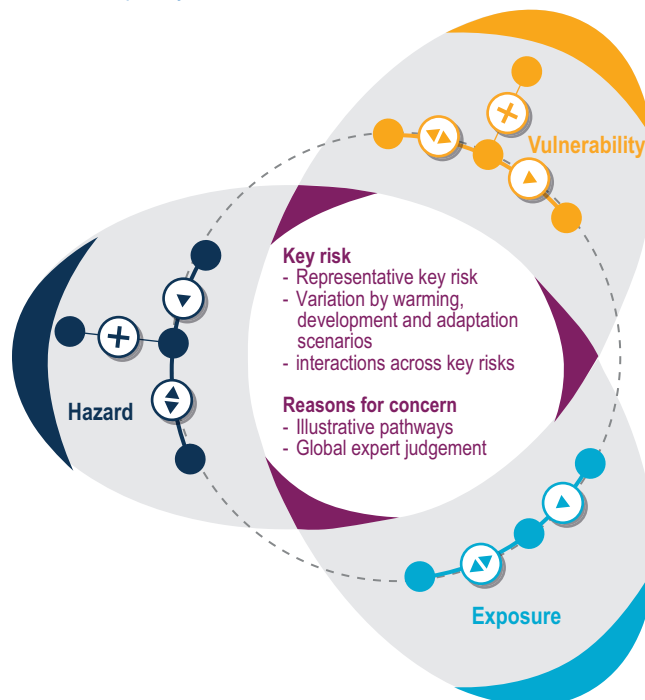 Vulnerability
Key risk
- Representative key risk
- Variation by warming,
development and adaptation
scenarios
- interactions across key risks
Hazard
Reasons for concern
- Illustrative pathways
- Global expert judgement
Exposure